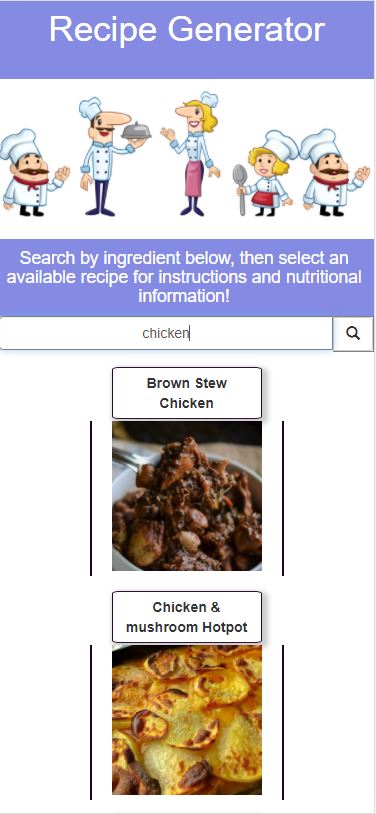 Recipe Generator
Search by ingredient below, then select an
available recipe for instructions and nutritional
information!
chicken
Brown Stew
Chicken
Chicken &
mushroom Hotpot